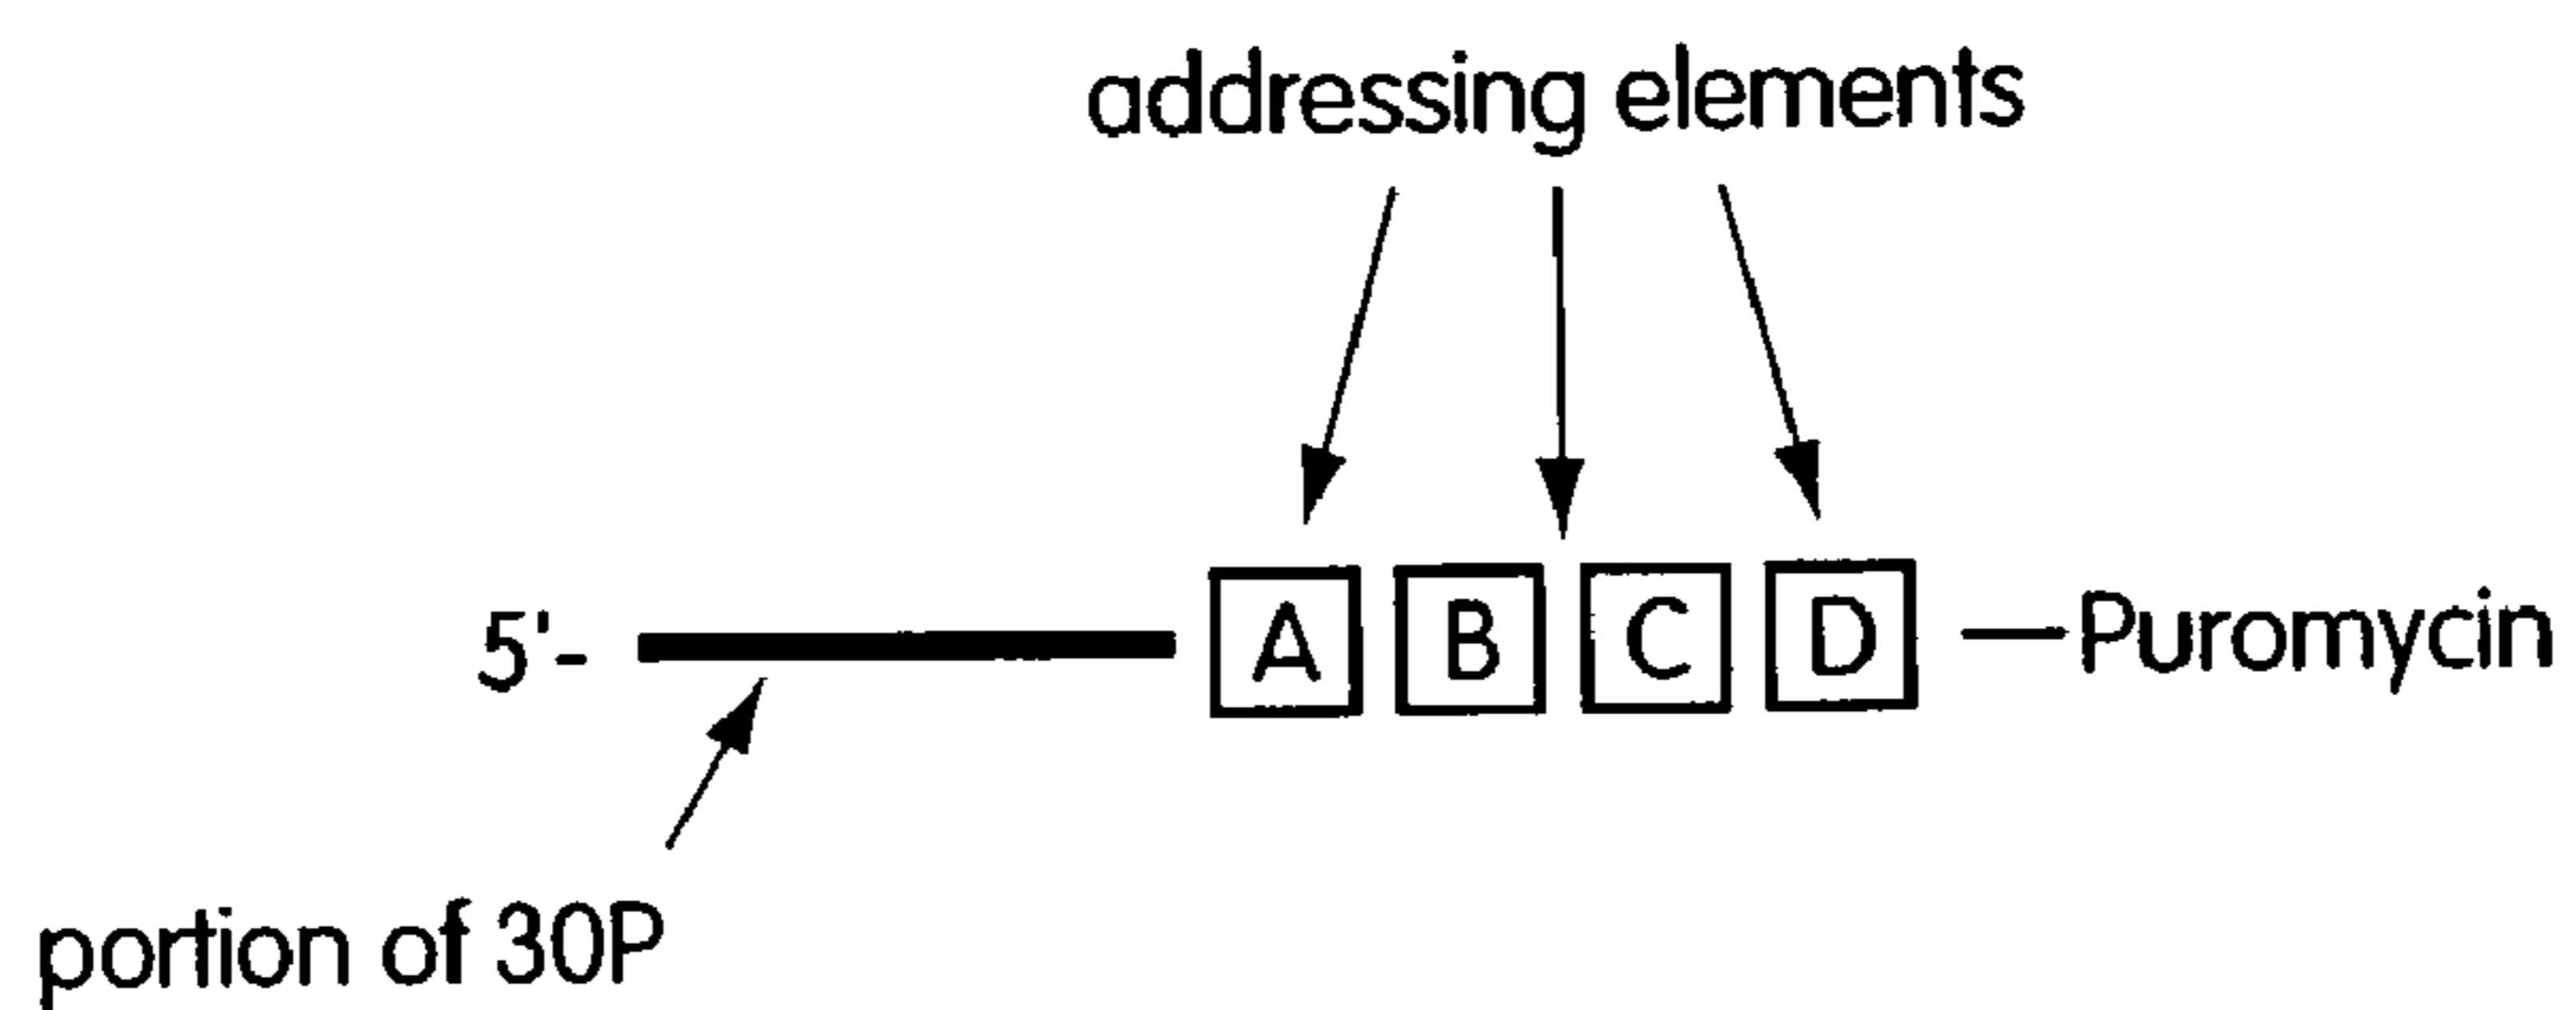 addressing elements
5'- A B C D —Puromycin
portion of 30P